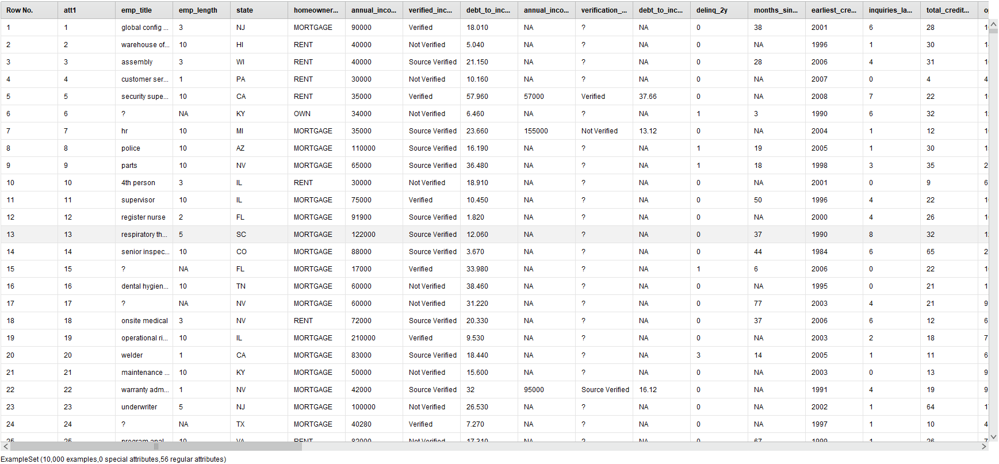 Row No. att1 emp_title emp_length state homeowner... annual_inco... verified_inc... debt_to_inc... annual_inco... verification_... debt_to_inc... delinq_2y months_sin... earliest_cre... inquiries_la... total_credit...
1 1 global config ... 3 NJ MORTGAGE 90000 Verified 18.010 NA ? NA 0 38 2001 6 28
2 2 warehouse of... 10 HI RENT 40000 Not Verified 5.040 NA ? NA 0 NA 1996 1 30
3 3 assembly 3 WI RENT 40000 Source Verified 21.150 NA ? NA 0 28 2006 4 31
4 4 customer ser... 1 PA RENT 30000 Not Verified 10.160 NA ? NA 0 NA 2007 0 4 4
5 5 security supe... 10 CA RENT 35000 Verified 57.960 57000 Verified 37.66 0 NA 2008 7 22
6 6 ? NA KY OWN 34000 Not Verified 6.460 NA ? NA 1 3 1990 6 32
7 7 hr 10 MI MORTGAGE 35000 Source Verified 23.660 155000 Not Verified 13.12 0 NA 2004 1 12
8 8 police 10 AZ MORTGAGE 110000 Source Verified 16.190 NA ? NA 1 19 2005 1 30
9 9 parts 10 NV MORTGAGE 65000 Source Verified 36.480 NA ? NA 1 18 1998 3 35 2
10 10 4th person 3 IL RENT 30000 Not Verified 18.910 NA ? NA 0 NA 2001 0 9 6
11 11 supervisor 10 IL MORTGAGE 75000 Verified 10.450 NA ? NA 0 50 1996 4 22
12 12 register nurse 2 FL MORTGAGE 91900 Source Verified 1.820 NA ? NA 0 NA 2000 4 26
13 13 respiratory th... 5 SC MORTGAGE 122000 Source Verified 12.060 NA ? NA 0 37 1990 8 32
14 14 senior inspec... 10 CO MORTGAGE 88000 Source Verified 3.670 NA ? NA 0 44 1984 6 65 2
15 15 ? NA FL MORTGAGE 17000 Verified 33.980 NA ? NA 1 6 2006 0 22
16 16 dental hygien... 10 TN MORTGAGE 60000 Not Verified 38.460 NA ? NA 0 NA 1995 0 21
17 17 ? NA NV MORTGAGE 60000 Not Verified 31.220 NA ? NA 0 77 2003 4 21 9
18 18 onsite medical 3 NV RENT 72000 Source Verified 20.330 NA ? NA 0 37 2006 6 12 6
19 19 operational ri... 10 IL MORTGAGE 210000 Verified 9.530 NA ? NA 0 NA 2003 2 18 7
20 20 welder 1 CA MORTGAGE 83000 Source Verified 18.440 NA ? NA 3 14 2005 1 11 6
21 21 maintenance ... 10 KY MORTGAGE 50000 Not Verified 15.600 NA ? NA 0 NA 2003 0 13 9
22 22 warranty adm... 1 NV MORTGAGE 42000 Source Verified 32 95000 Source Verified 16.12 0 NA 1991 4 19 9
23 23 underwriter 5 NJ MORTGAGE 100000 Not Verified 26.530 NA ? NA 0 NA 2002 1 64
24 24 ? NA TX MORTGAGE 40280 Verified 7.270 NA ? NA 0 NA 1997 1 10 4
25 25 program anal... 10 VA RENT 82000 Not Verified 17.310 NA ? NA 0 67 1999 1 26 7
ExampleSet (10,000 examples,0 special attributes,56 regular attributes)